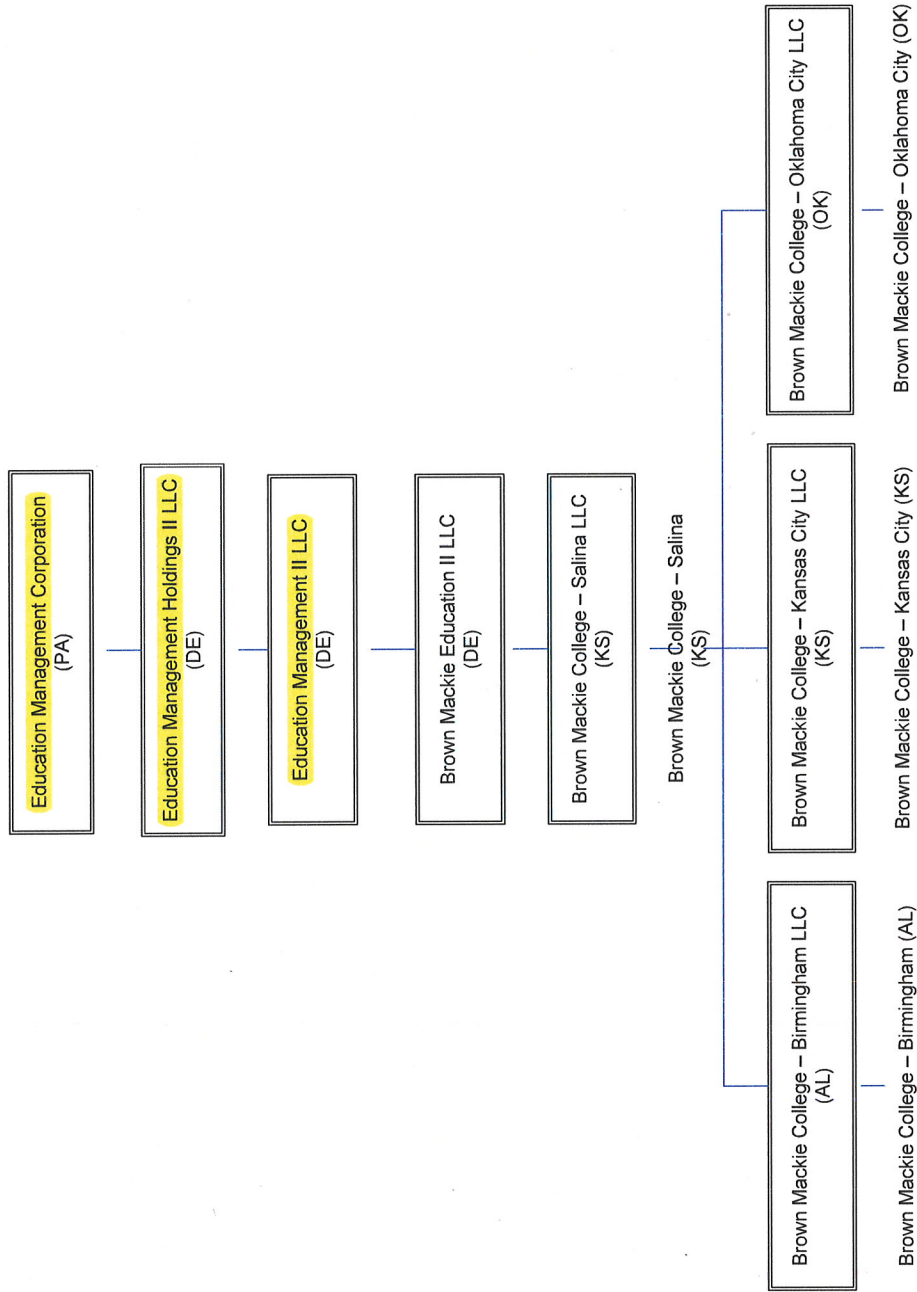 Education Management Corporation
(PA)
Education Management Holdings II LLC
(DE)
Education Management II LLC
(DE)
Brown Mackie Education II LLC
(DE)
Brown Mackie College – Salina LLC
(KS)
Brown Mackie College – Salina
(KS)
Brown Mackie College – Birmingham LLC
(AL)
Brown Mackie College – Kansas City LLC
(KS)
Brown Mackie College – Oklahoma City LLC
(OK)
Brown Mackie College – Birmingham (AL)
Brown Mackie College – Kansas City (KS)
Brown Mackie College – Oklahoma City (OK)